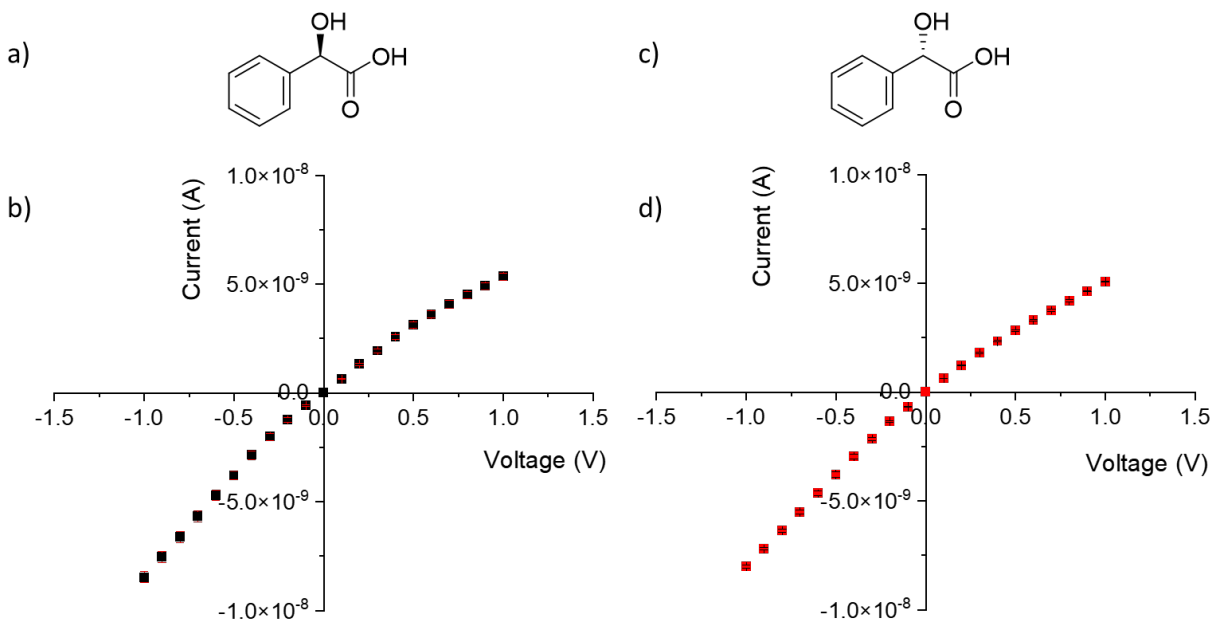 a)
OH
OH
O
c)
OH
OH
O
b)
Current (A)
1.0×10⁻⁸
5.0×10⁻⁹
0.0
-5.0×10⁻⁹
-1.0×10⁻⁸
-1.5 -1.0 -0.5 0.0 0.5 1.0 1.5
Voltage (V)
d)
Current (A)
1.0×10⁻⁸
5.0×10⁻⁹
0.0
-5.0×10⁻⁹
-1.0×10⁻⁸
-1.5 -1.0 -0.5 0.0 0.5 1.0 1.5
Voltage (V)